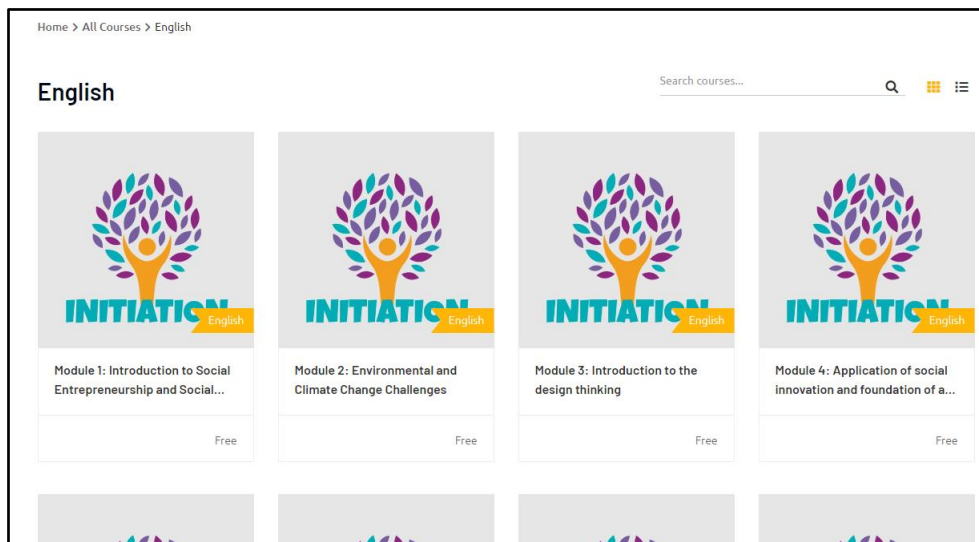 Home > All Courses > English
English
Search courses...
INITIATION
English
INITIATION
English
INITIATION
English
INITIATION
English
Module 1: Introduction to Social
Entrepreneurship and Social...
Module 2: Environmental and
Climate Change Challenges
Module 3: Introduction to the
design thinking
Module 4: Application of social
innovation and foundation of a...
Free
Free
Free
Free